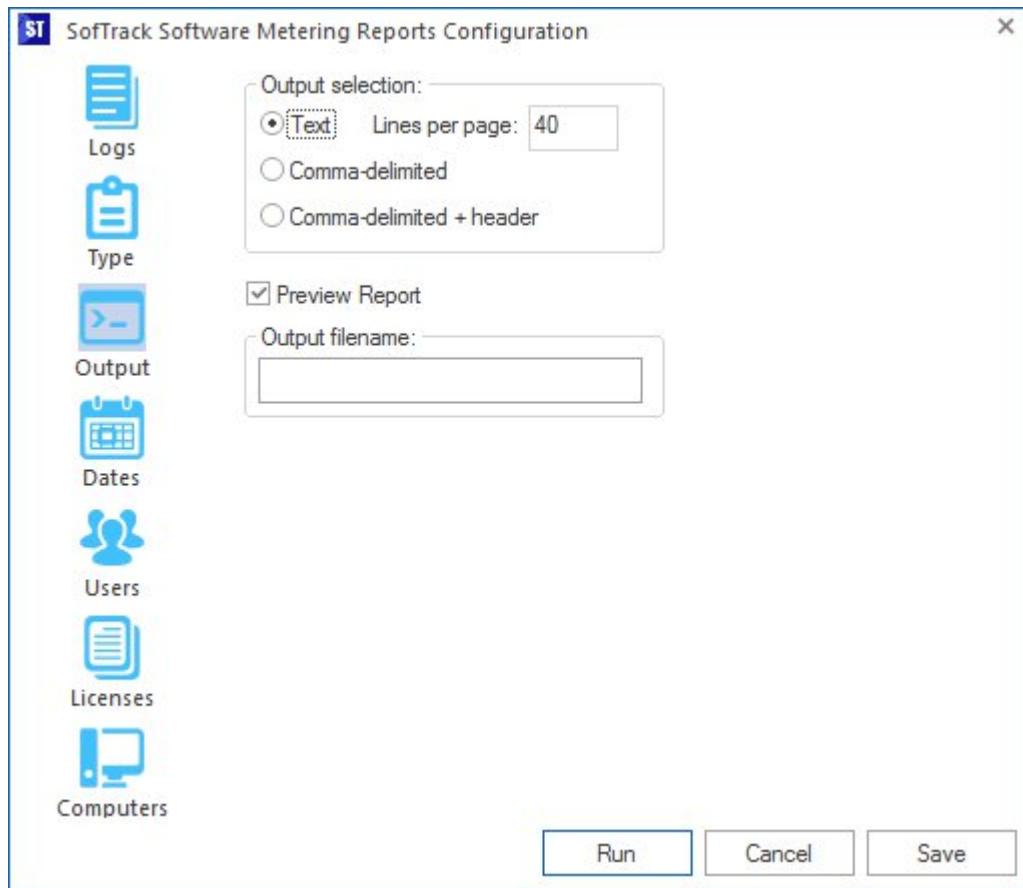 ST SofTrack Software Metering Reports Configuration
Logs
Type
Output
Dates
Users
Licenses
Computers
Output selection:
Text Lines per page: 40
Comma-delimited
Comma-delimited + header
Preview Report
Output filename:
Run Cancel Save